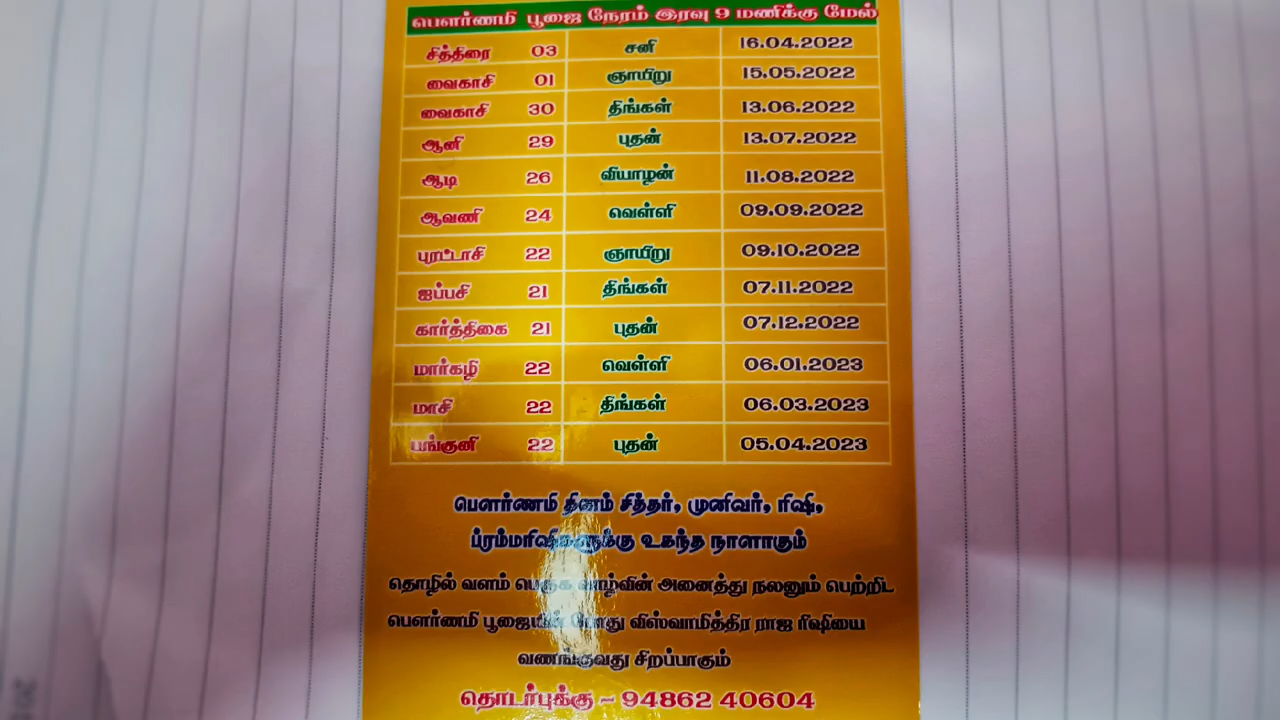 பௌர்ணமி பூஜை நேரம் இரவு 9 மணிக்கு மேல்
சித்திரை 03 சனி 16.04.2022
வைகாசி 01 ஞாயிறு 15.05.2022
வைகாசி 30 திங்கள் 13.06.2022
ஆனி 29 புதன் 13.07.2022
ஆடி 26 வியாழன் 11.08.2022
ஆவணி 24 வெள்ளி 09.09.2022
புரட்டாசி 22 ஞாயிறு 09.10.2022
ஐப்பசி 21 திங்கள் 07.11.2022
கார்த்திகை 21 புதன் 07.12.2022
மார்கழி 22 வெள்ளி 06.01.2023
மாசி 22 திங்கள் 06.03.2023
பங்குனி 22 புதன் 05.04.2023
பௌர்ணமி தினம் சித்தர், முனிவர், ரிஷி,
ப்ரம்மரிஷிகளுக்கு உகந்த நாளாகும்
தொழில் வளம் பெருக வாழ்வின் அனைத்து நலனும் பெற்றிட
பௌர்ணமி பூஜையின் போது விஸ்வாமித்திர ராஜ ரிஷியை
வணங்குவது சிறப்பாகும்
தொடர்புக்கு – 94862 40604